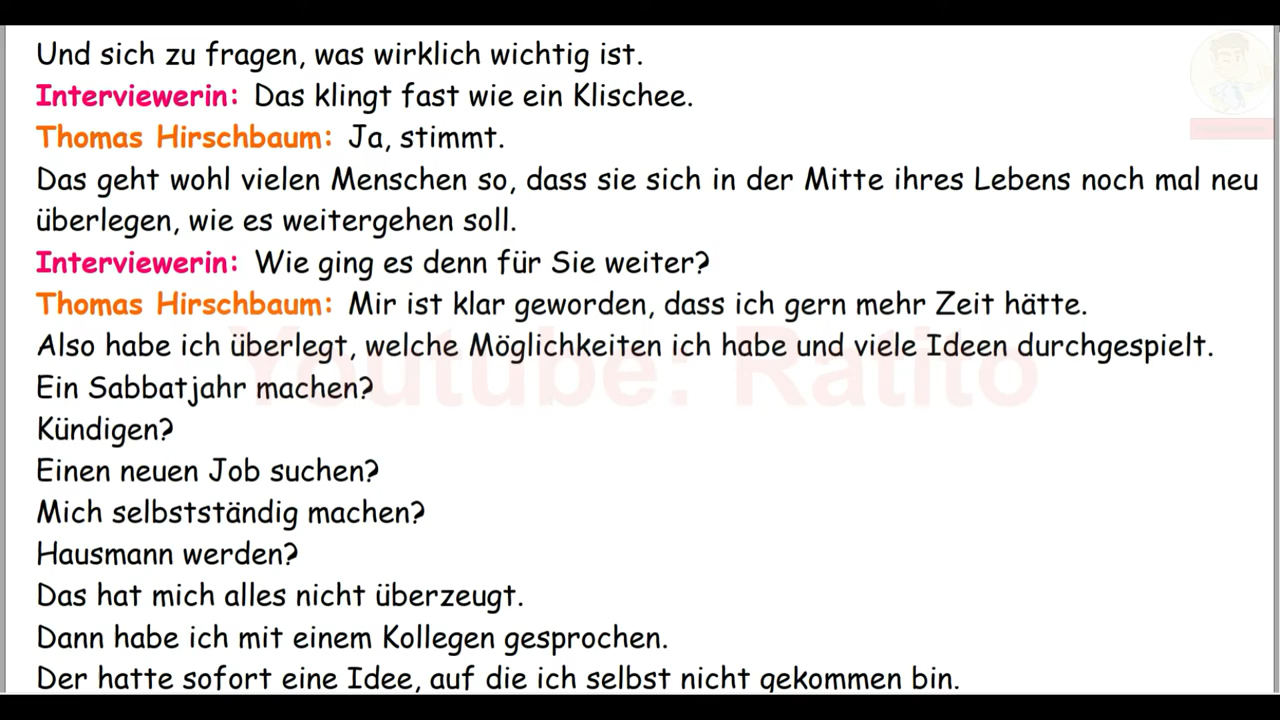 Und sich zu fragen, was wirklich wichtig ist.
Interviewerin: Das klingt fast wie ein Klischee.
Thomas Hirschbaum: Ja, stimmt.
Das geht wohl vielen Menschen so, dass sie sich in der Mitte ihres Lebens noch mal neu
überlegen, wie es weitergehen soll.
Interviewerin: Wie ging es denn für Sie weiter?
Thomas Hirschbaum: Mir ist klar geworden, dass ich gern mehr Zeit hätte.
Also habe ich überlegt, welche Möglichkeiten ich habe und viele Ideen durchgespielt.
Youtube: Ratito
Ein Sabbatjahr machen?
Kündigen?
Einen neuen Job suchen?
Mich selbstständig machen?
Hausmann werden?
Das hat mich alles nicht überzeugt.
Dann habe ich mit einem Kollegen gesprochen.
Der hatte sofort eine Idee, auf die ich selbst nicht gekommen bin.